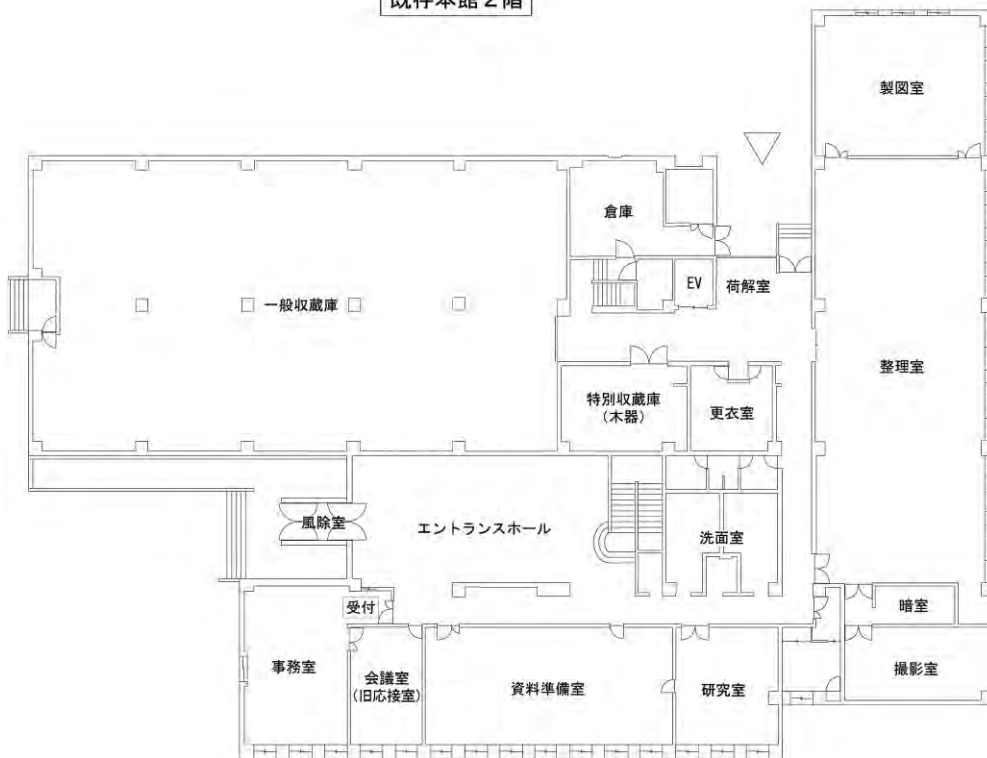 既存本館２階
製図室
倉庫
EV
荷解室
一般収蔵庫
整理室
特別収蔵庫
（木器）
更衣室
風除室
エントランスホール
洗面室
受付
暗室
事務室
会議室
（旧応接室）
資料準備室
研究室
撮影室